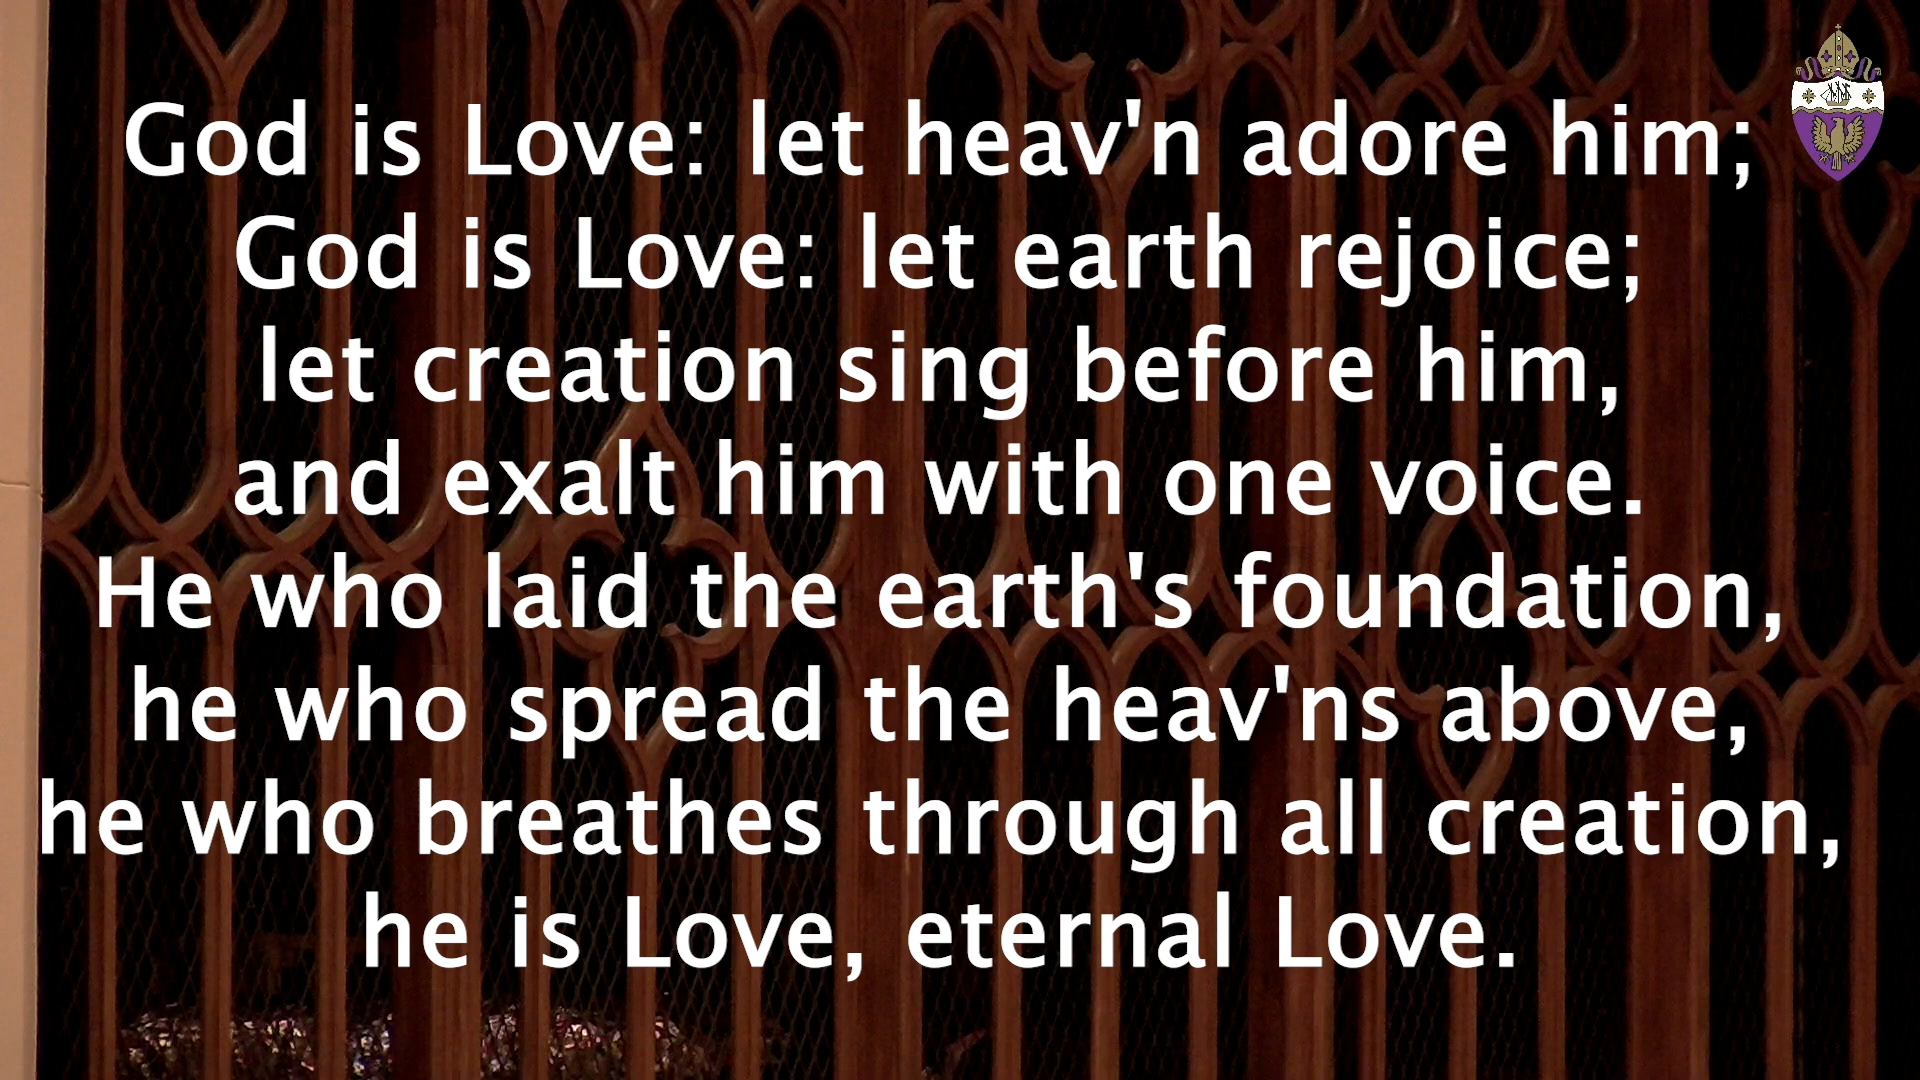 God is Love: let heav'n adore him;
God is Love: let earth rejoice;
let creation sing before him,
and exalt him with one voice.
He who laid the earth's foundation,
he who spread the heav'ns above,
he who breathes through all creation,
he is Love, eternal Love.